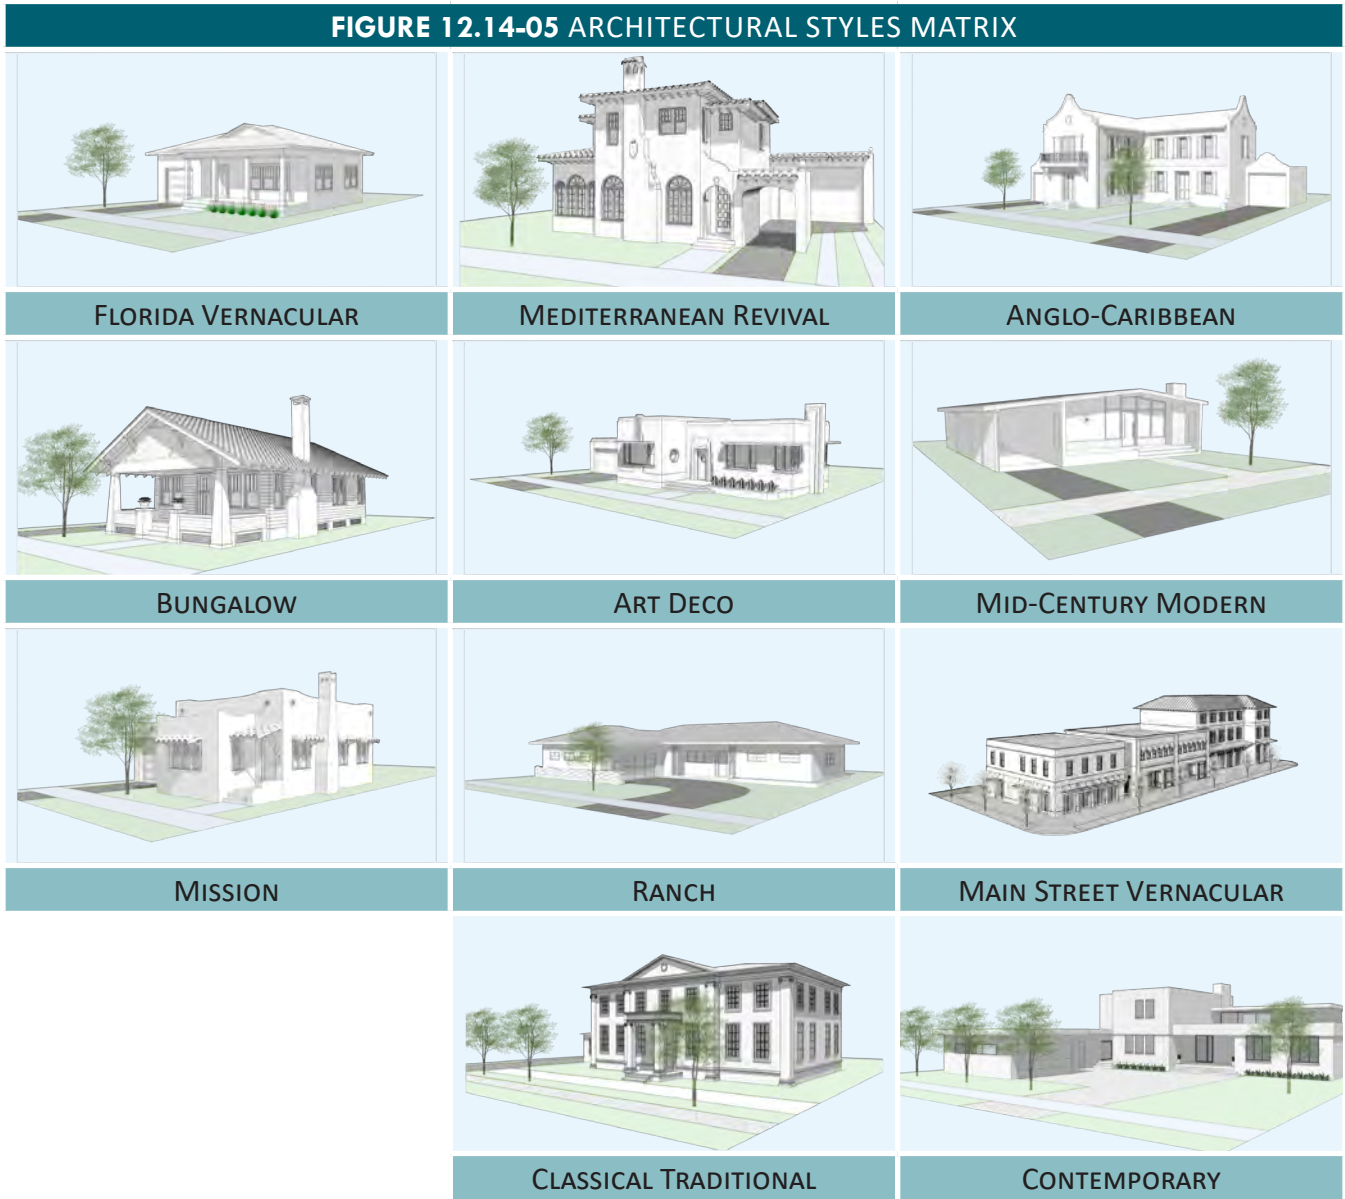 FIGURE 12.14-05 ARCHITECTURAL STYLES MATRIX
FLORIDA VERNACULAR
MEDITERRANEAN REVIVAL
ANGLO-CARIBBEAN
BUNGALOW
ART DECO
MID-CENTURY MODERN
MISSION
RANCH
MAIN STREET VERNACULAR
CLASSICAL TRADITIONAL
CONTEMPORARY